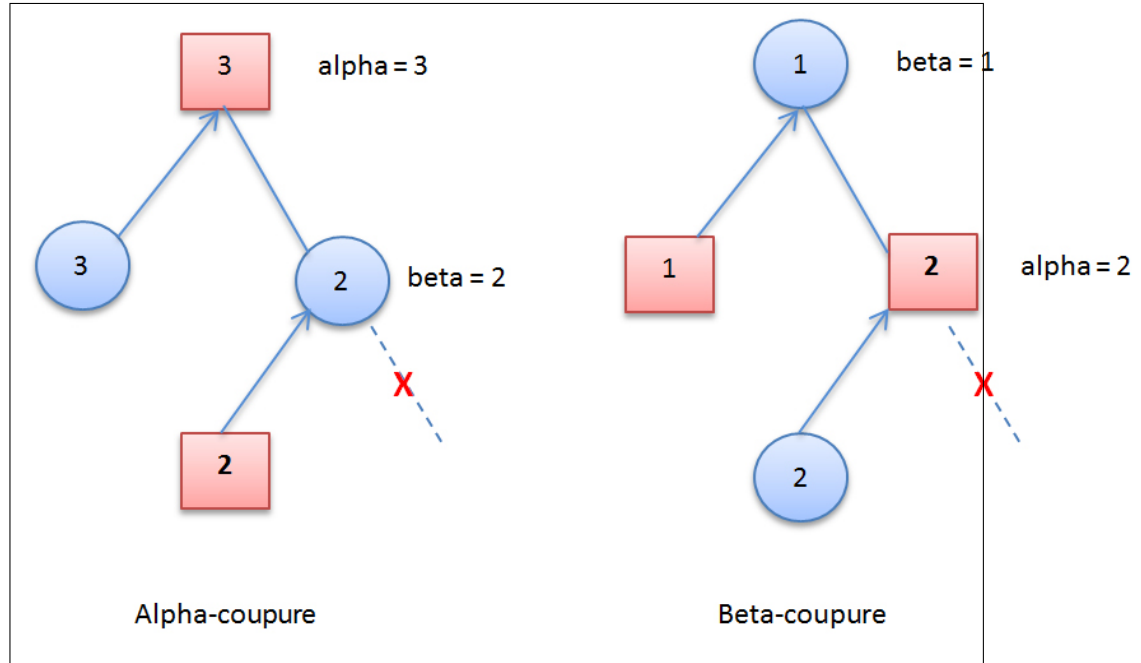 3 alpha = 3
1 beta = 1
3
2 beta = 2
1
2 alpha = 2
X
X
2
2
Alpha-coupure
Beta-coupure